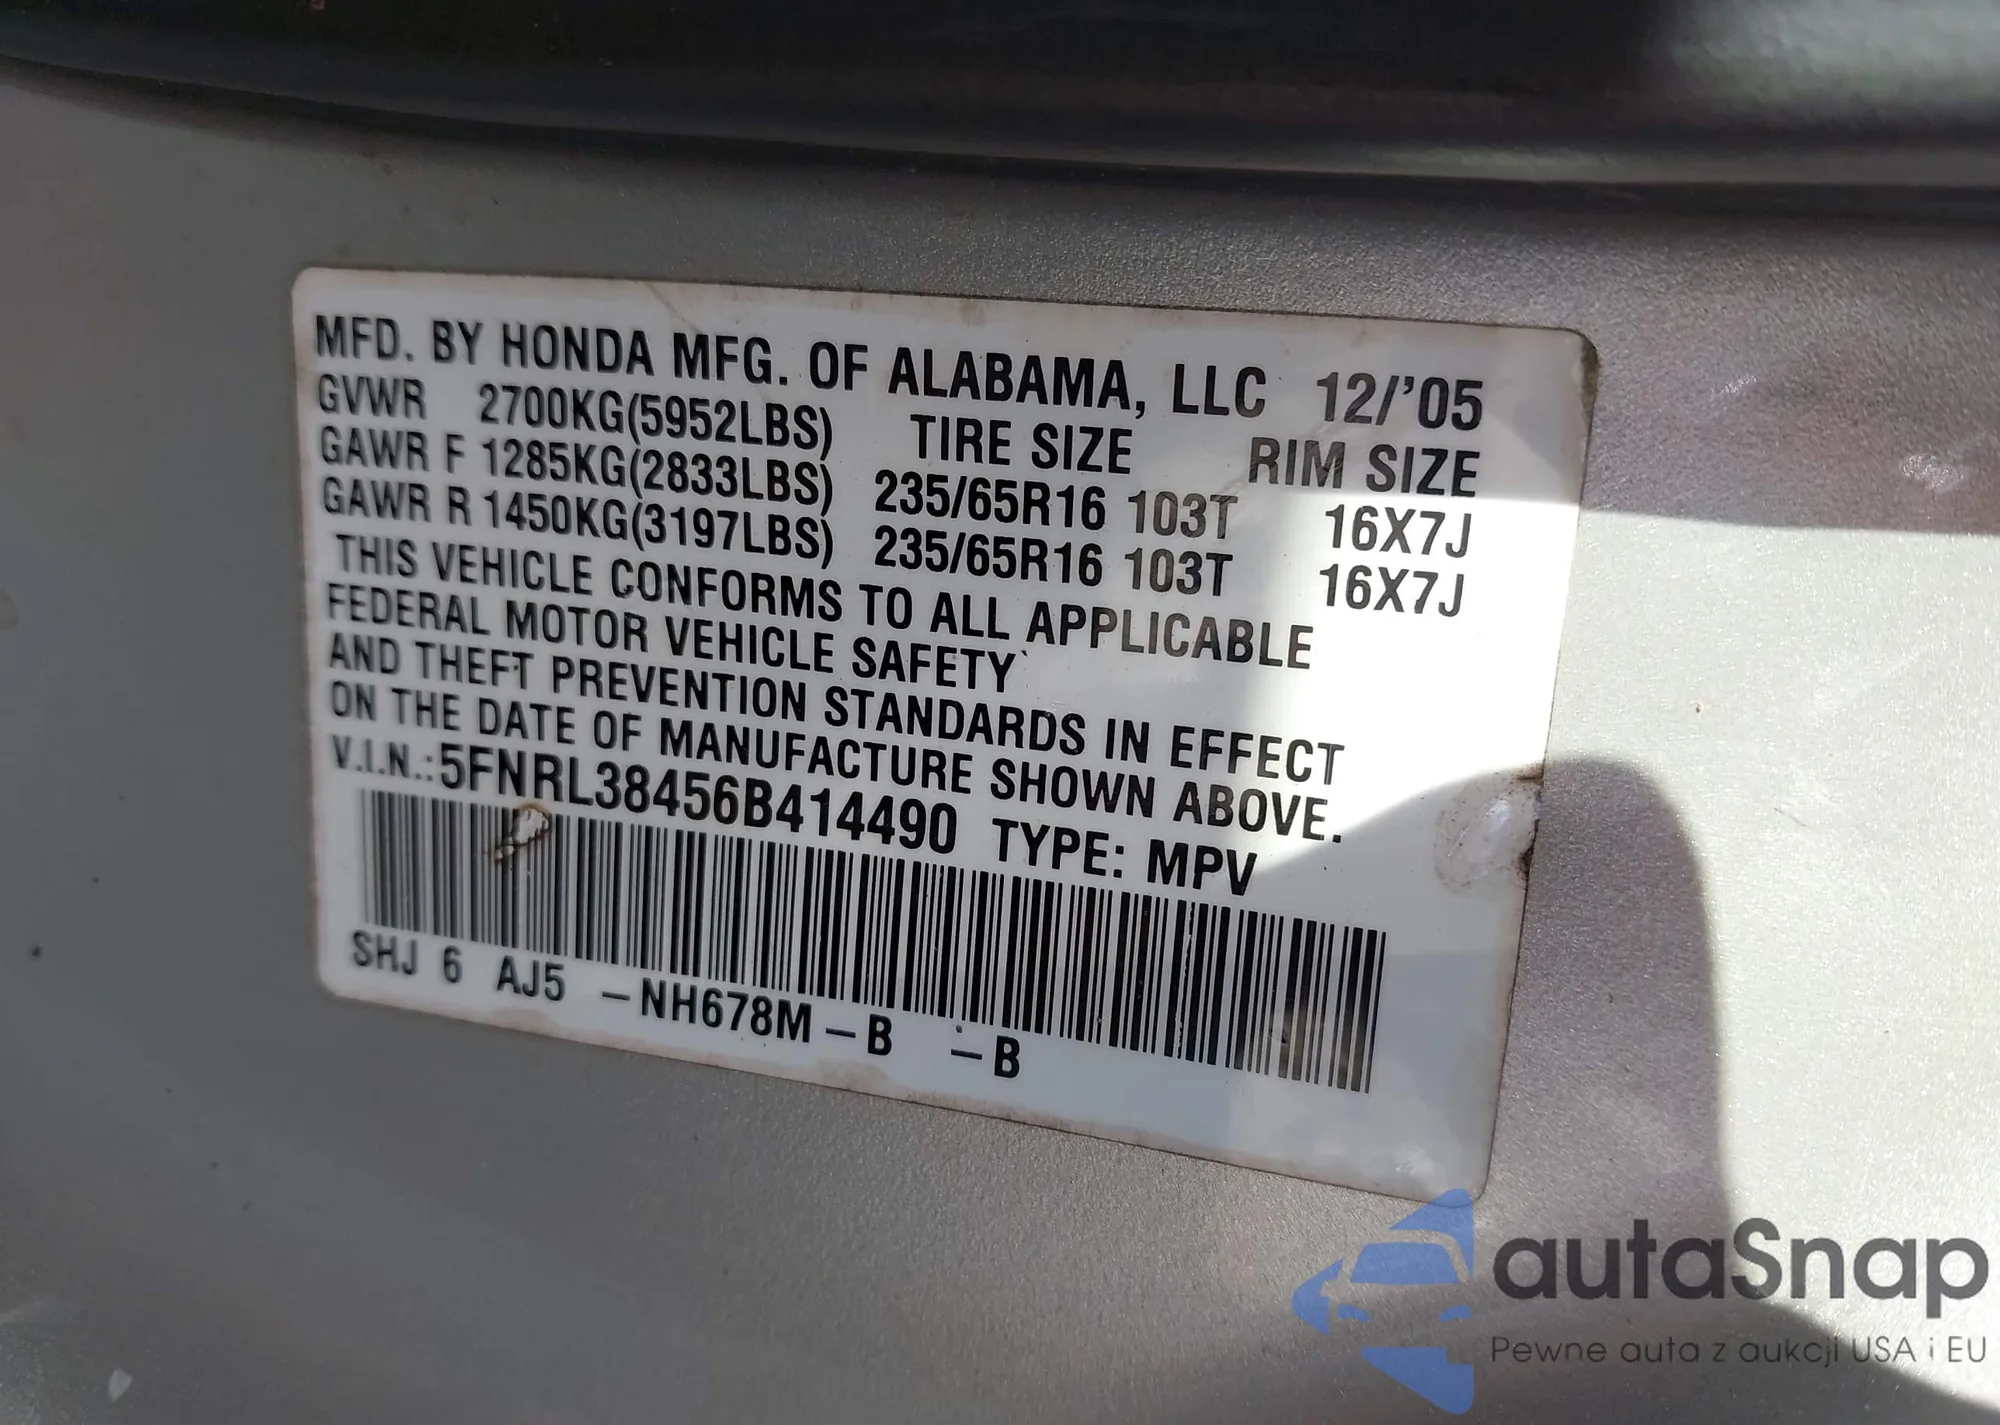 MFD. BY HONDA MFG. OF ALABAMA, LLC 12/'05
GVWR 2700KG(5952LBS) TIRE SIZE RIM SIZE
GAWR F 1285KG(2833LBS) 235/65R16 103T 16X7J
GAWR R 1450KG(3197LBS) 235/65R16 103T 16X7J
THIS VEHICLE CONFORMS TO ALL APPLICABLE
FEDERAL MOTOR VEHICLE SAFETY
AND THEFT PREVENTION STANDARDS IN EFFECT
ON THE DATE OF MANUFACTURE SHOWN ABOVE.
V.I.N.:5FNRL38456B414490 TYPE: MPV
SHJ 6 AJ5 –NH678M–B –B
autaSnap
Pewne auta z aukcji USA i EU